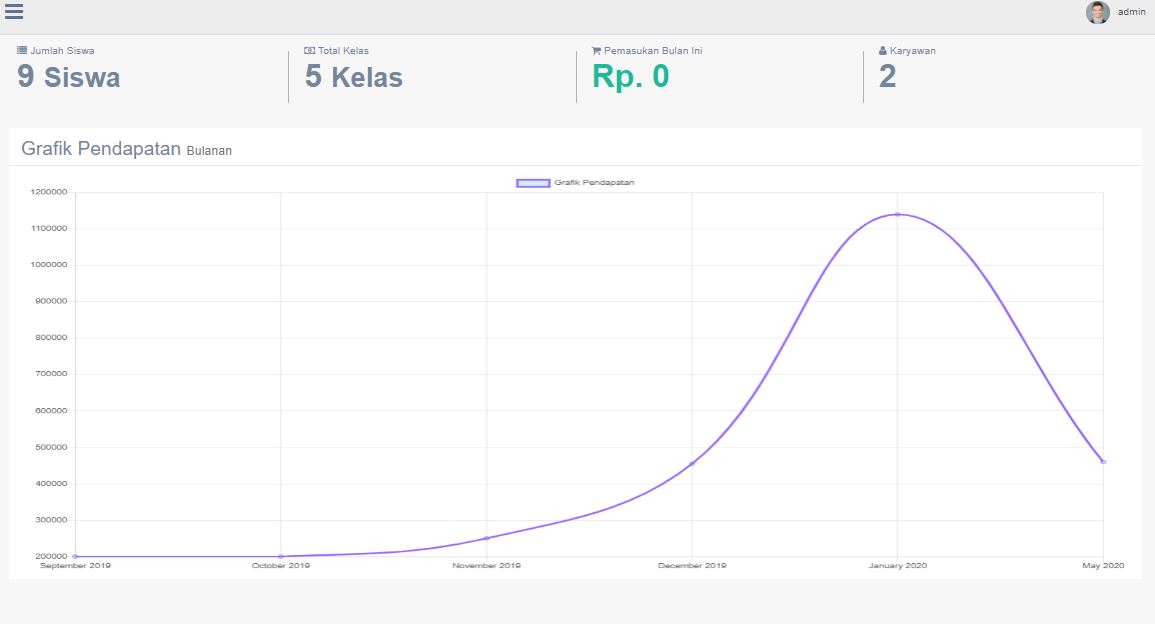 admin
Jumlah Siswa
9 Siswa
Total Kelas
5 Kelas
Pemasukan Bulan Ini
Rp. 0
Karyawan
2
Grafik Pendapatan Bulanan
Grafik Pendapatan
1200000
1100000
1000000
900000
800000
700000
600000
500000
400000
300000
200000
September 2019 October 2019 November 2019 December 2019 January 2020 May 2020